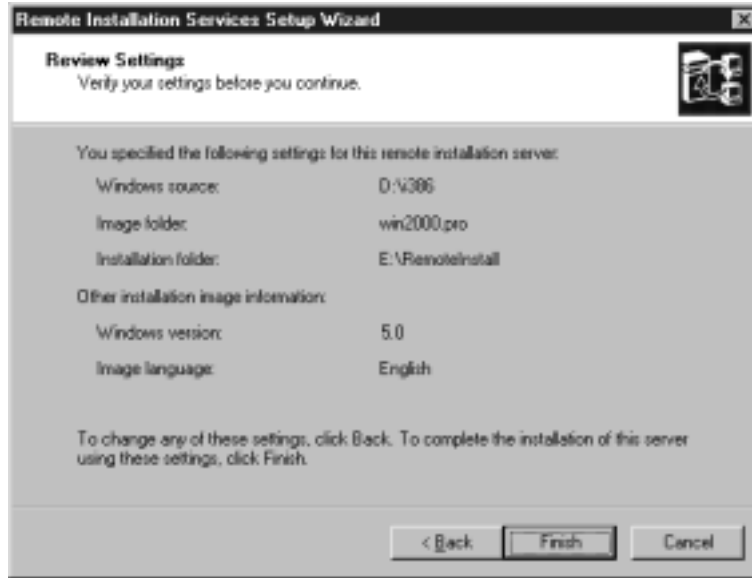 Remote Installation Services Setup Wizard
Review Settings
Verify your settings before you continue.
You specified the following settings for this remote installation server:
Windows source: D:\i386
Image folder: win2000.pro
Installation folder: E:\RemoteInstall
Other installation image information:
Windows version: 5.0
Image language: English
To change any of these settings, click Back. To complete the installation of this server
using these settings, click Finish.
< Back Finish Cancel